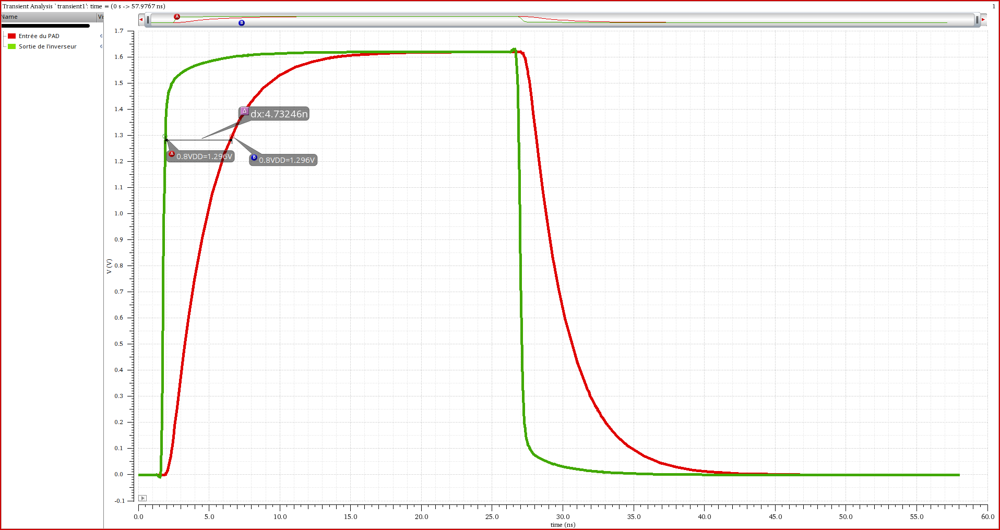 Transient Analysis `transient1': time = (0 s -> 57.9767 ns)
1
Name
Vi
Entrée du PAD
Sortie de l'inverseur
A
B
1.7
1.6
1.5
1.4
1.3
1.2
1.1
1.0
0.9
0.8
0.7
0.6
0.5
0.4
0.3
0.2
0.1
0.0
-0.1
V (V)
Δ dx:4.73246n
A 0.8VDD=1.296V
B 0.8VDD=1.296V
0.0 5.0 10.0 15.0 20.0 25.0 30.0 35.0 40.0 45.0 50.0 55.0 60.0
time (ns)